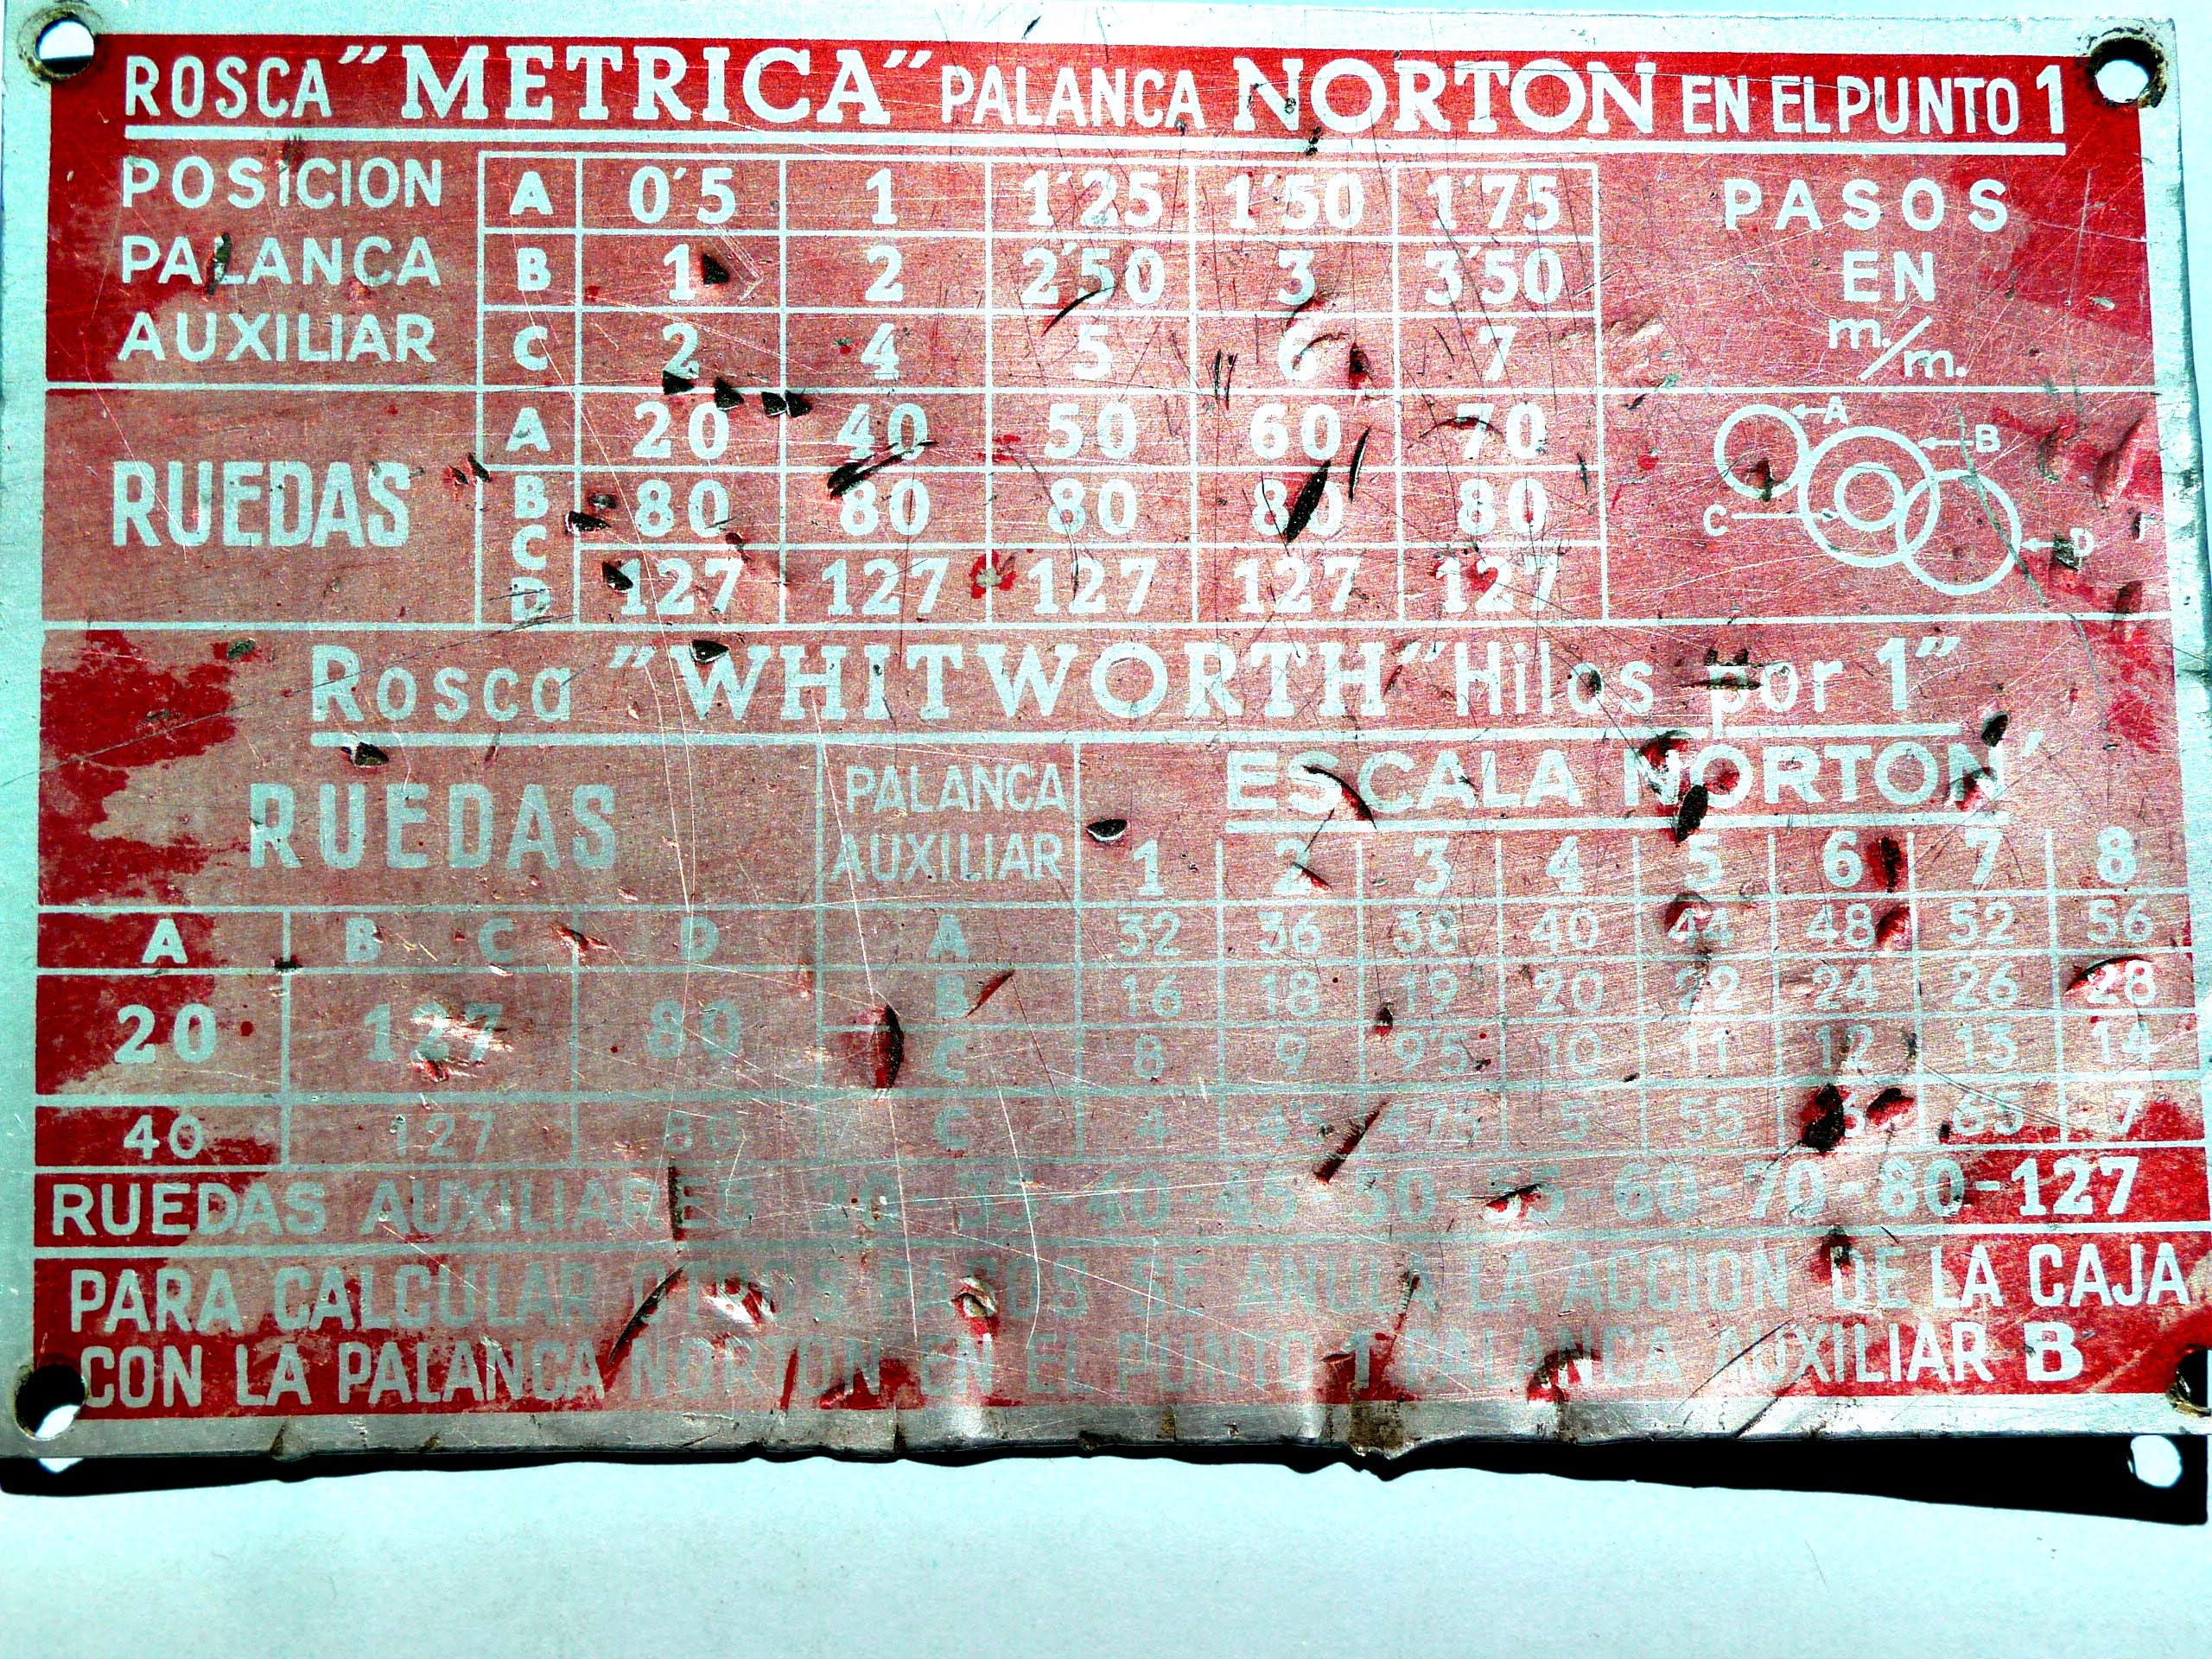 ROSCA "METRICA" PALANCA NORTON EN EL PUNTO 1
POSICION A 0'5 1 1'25 1'50 1'75 PASOS
PALANCA B 1 2 2'50 3 3'50 EN
AUXILIAR C 2 4 5 6 7 m./m.
A 20 40 50 60 70
RUEDAS B C 80 80 80 80 80
D 127 127 127 127 127
A
B
C
D
Rosca "WHITWORTH" Hilos por 1"
RUEDAS PALANCA AUXILIAR ESCALA NORTON"
1 2 3 4 5 6 7 8
A B C D A 32 36 38 40 44 48 52 56
B 16 18 19 20 22 24 26 28
20 127 80 C 8 9 9'5 10 11 12 13 14
40 127 80 C 4 4'5 4'75 5 5'5 6 6'5 7
RUEDAS AUXILIARES 40-45-50- -60-70-80-127
PARA CALCULAR OTROS PASOS SE ANULA LA ACCION DE LA CAJA
CON LA PALANCA NORTON EN EL PUNTO 1 PALANCA AUXILIAR B